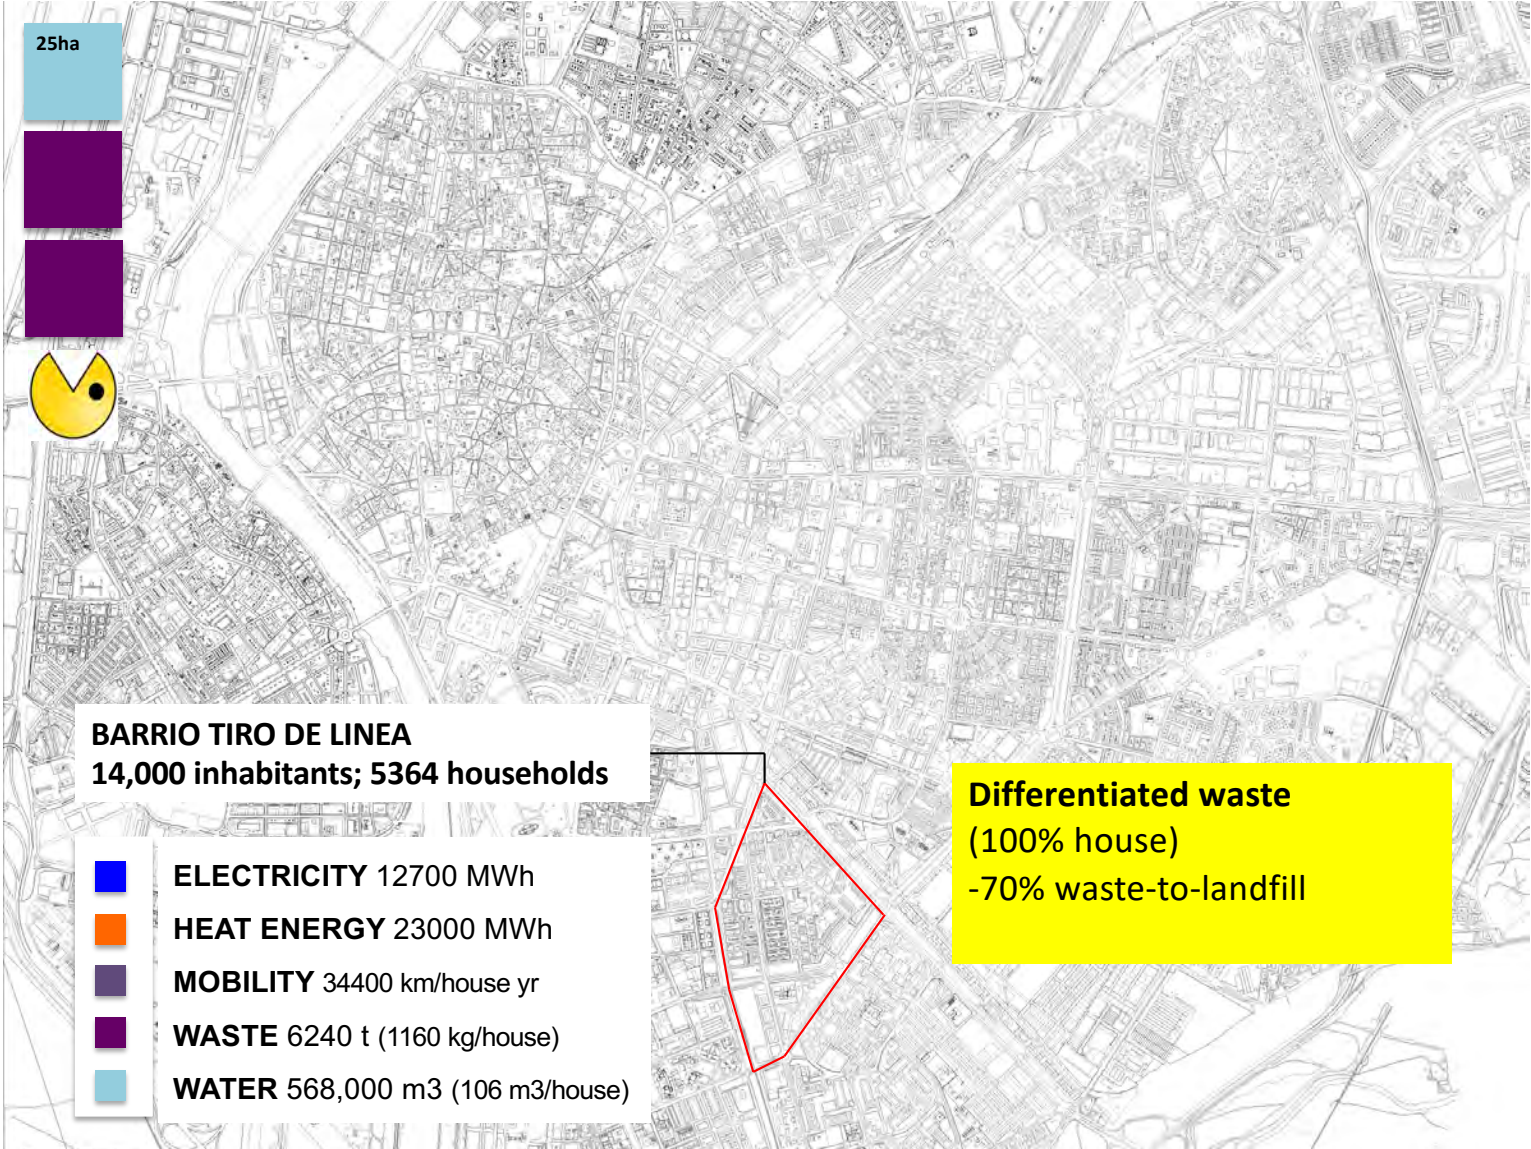 25ha
BARRIO TIRO DE LINEA
14,000 inhabitants; 5364 households
ELECTRICITY 12700 MWh
HEAT ENERGY 23000 MWh
MOBILITY 34400 km/house yr
WASTE 6240 t (1160 kg/house)
WATER 568,000 m3 (106 m3/house)
Differentiated waste
(100% house)
-70% waste-to-landfill